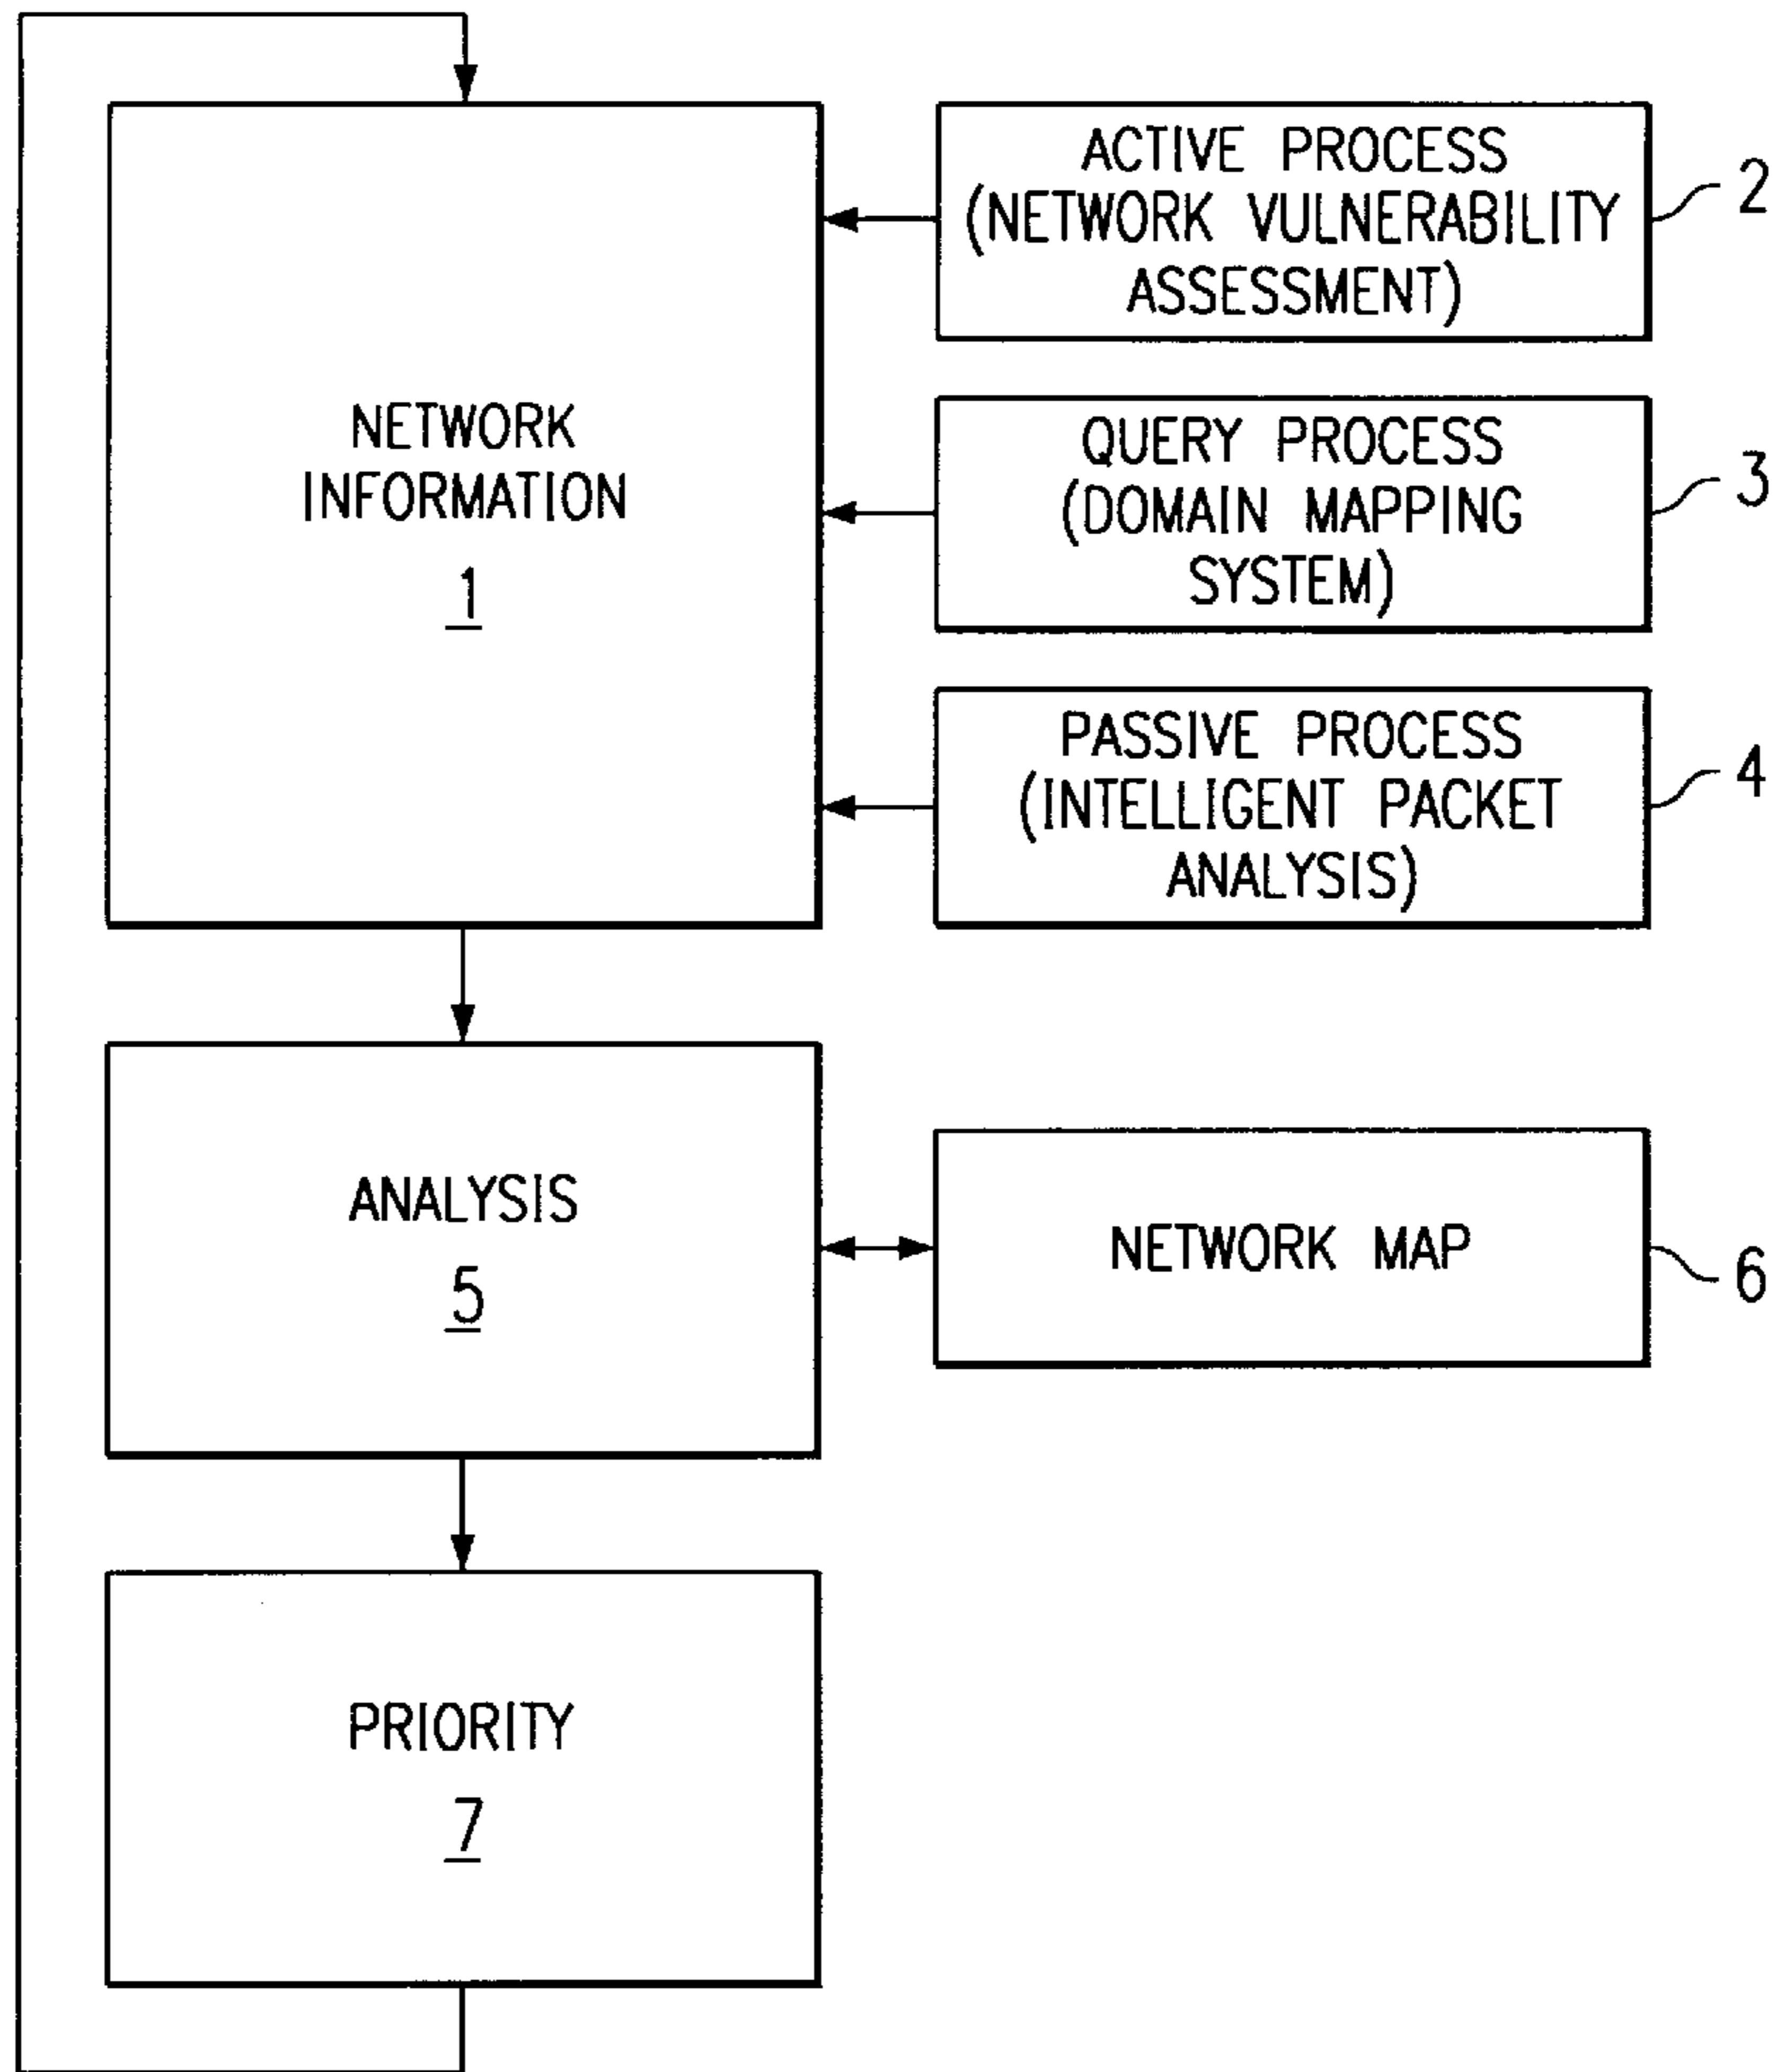 NETWORK
INFORMATION
1
ACTIVE PROCESS
(NETWORK VULNERABILITY
ASSESSMENT)
2
QUERY PROCESS
(DOMAIN MAPPING
SYSTEM)
3
PASSIVE PROCESS
(INTELLIGENT PACKET
ANALYSIS)
4
ANALYSIS
5
NETWORK MAP
6
PRIORITY
7